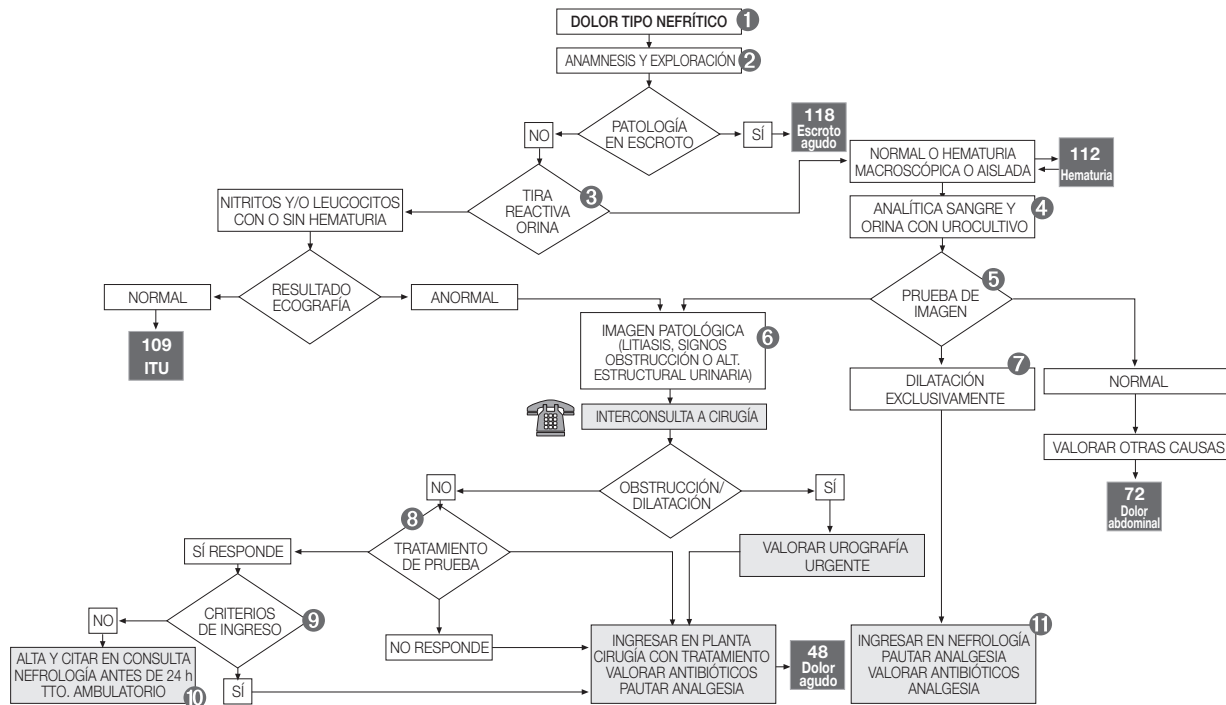 DOLOR TIPO NEFRÍTICO 1
ANAMNESIS Y EXPLORACIÓN 2
PATOLOGÍA
EN ESCROTO
NO
SÍ
118
Escroto
agudo
NORMAL O HEMATURIA
MACROSCÓPICA O AISLADA
112
Hematuria
TIRA
REACTIVA
ORINA
3
NITRITOS Y/O LEUCOCITOS
CON O SIN HEMATURIA
ANALÍTICA SANGRE Y
ORINA CON UROCULTIVO
4
RESULTADO
ECOGRAFÍA
NORMAL
ANORMAL
109
ITU
PRUEBA DE
IMAGEN
5
IMAGEN PATOLÓGICA
(LITIASIS, SIGNOS
OBSTRUCCIÓN O ALT.
ESTRUCTURAL URINARIA)
6
DILATACIÓN
EXCLUSIVAMENTE
7
NORMAL
INTERCONSULTA A CIRUGÍA
VALORAR OTRAS CAUSAS
72
Dolor
abdominal
OBSTRUCCIÓN/
DILATACIÓN
NO
SÍ
8
TRATAMIENTO
DE PRUEBA
VALORAR UROGRAFÍA
URGENTE
SÍ RESPONDE
CRITERIOS
DE INGRESO
9
NO
NO RESPONDE
ALTA Y CITAR EN CONSULTA
NEFROLOGÍA ANTES DE 24 h
TTO. AMBULATORIO
10
SÍ
INGRESAR EN PLANTA
CIRUGÍA CON TRATAMIENTO
VALORAR ANTIBIÓTICOS
PAUTAR ANALGESIA
48
Dolor
agudo
INGRESAR EN NEFROLOGÍA
PAUTAR ANALGESIA
VALORAR ANTIBIÓTICOS
ANALGESIA
11